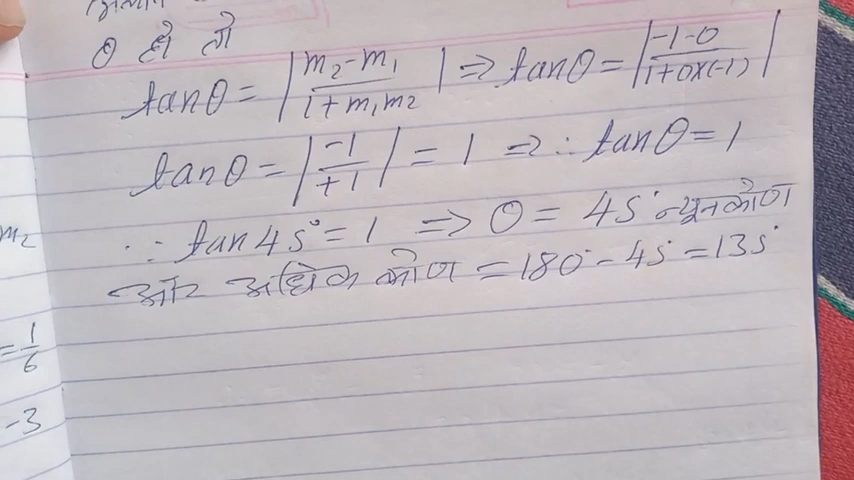 θ हो तो
tanθ = |m₂-m₁ / 1+m₁m₂| ⇒ tanθ = |-1-0 / 1+0×(-1)|
tanθ = |-1 / +1| = 1 ⇒ ∴ tanθ = 1
∵ tan45° = 1 ⇒ θ = 45° न्यूनकोण
और अधिक कोण = 180° - 45° = 135°
m₂
= 1/6
-3